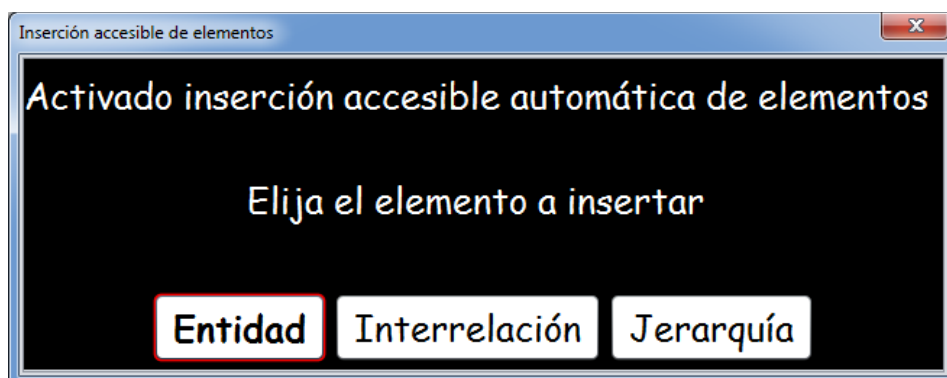 Inserción accesible de elementos
Activado inserción accesible automática de elementos
Elija el elemento a insertar
Entidad Interrelación Jerarquía